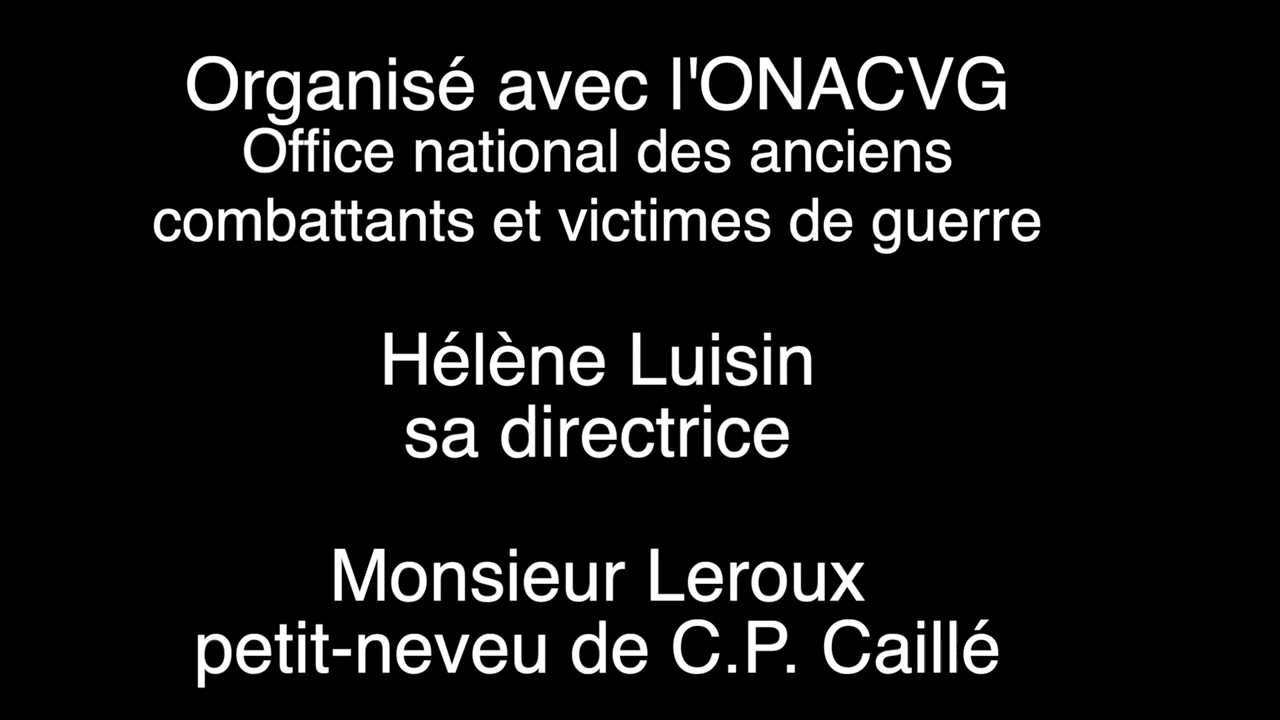 Organisé avec l'ONACVG
Office national des anciens
combattants et victimes de guerre
Hélène Luisin
sa directrice
Monsieur Leroux
petit-neveu de C.P. Caillé